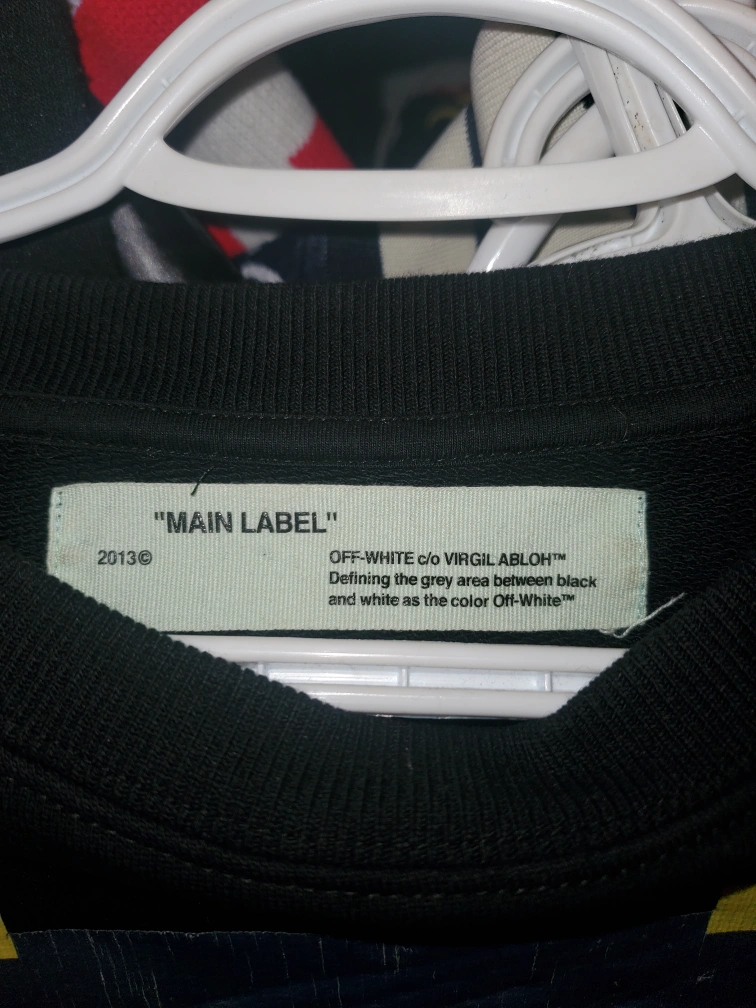 "MAIN LABEL"
2013© OFF-WHITE c/o VIRGIL ABLOH™
Defining the grey area between black
and white as the color Off-White™